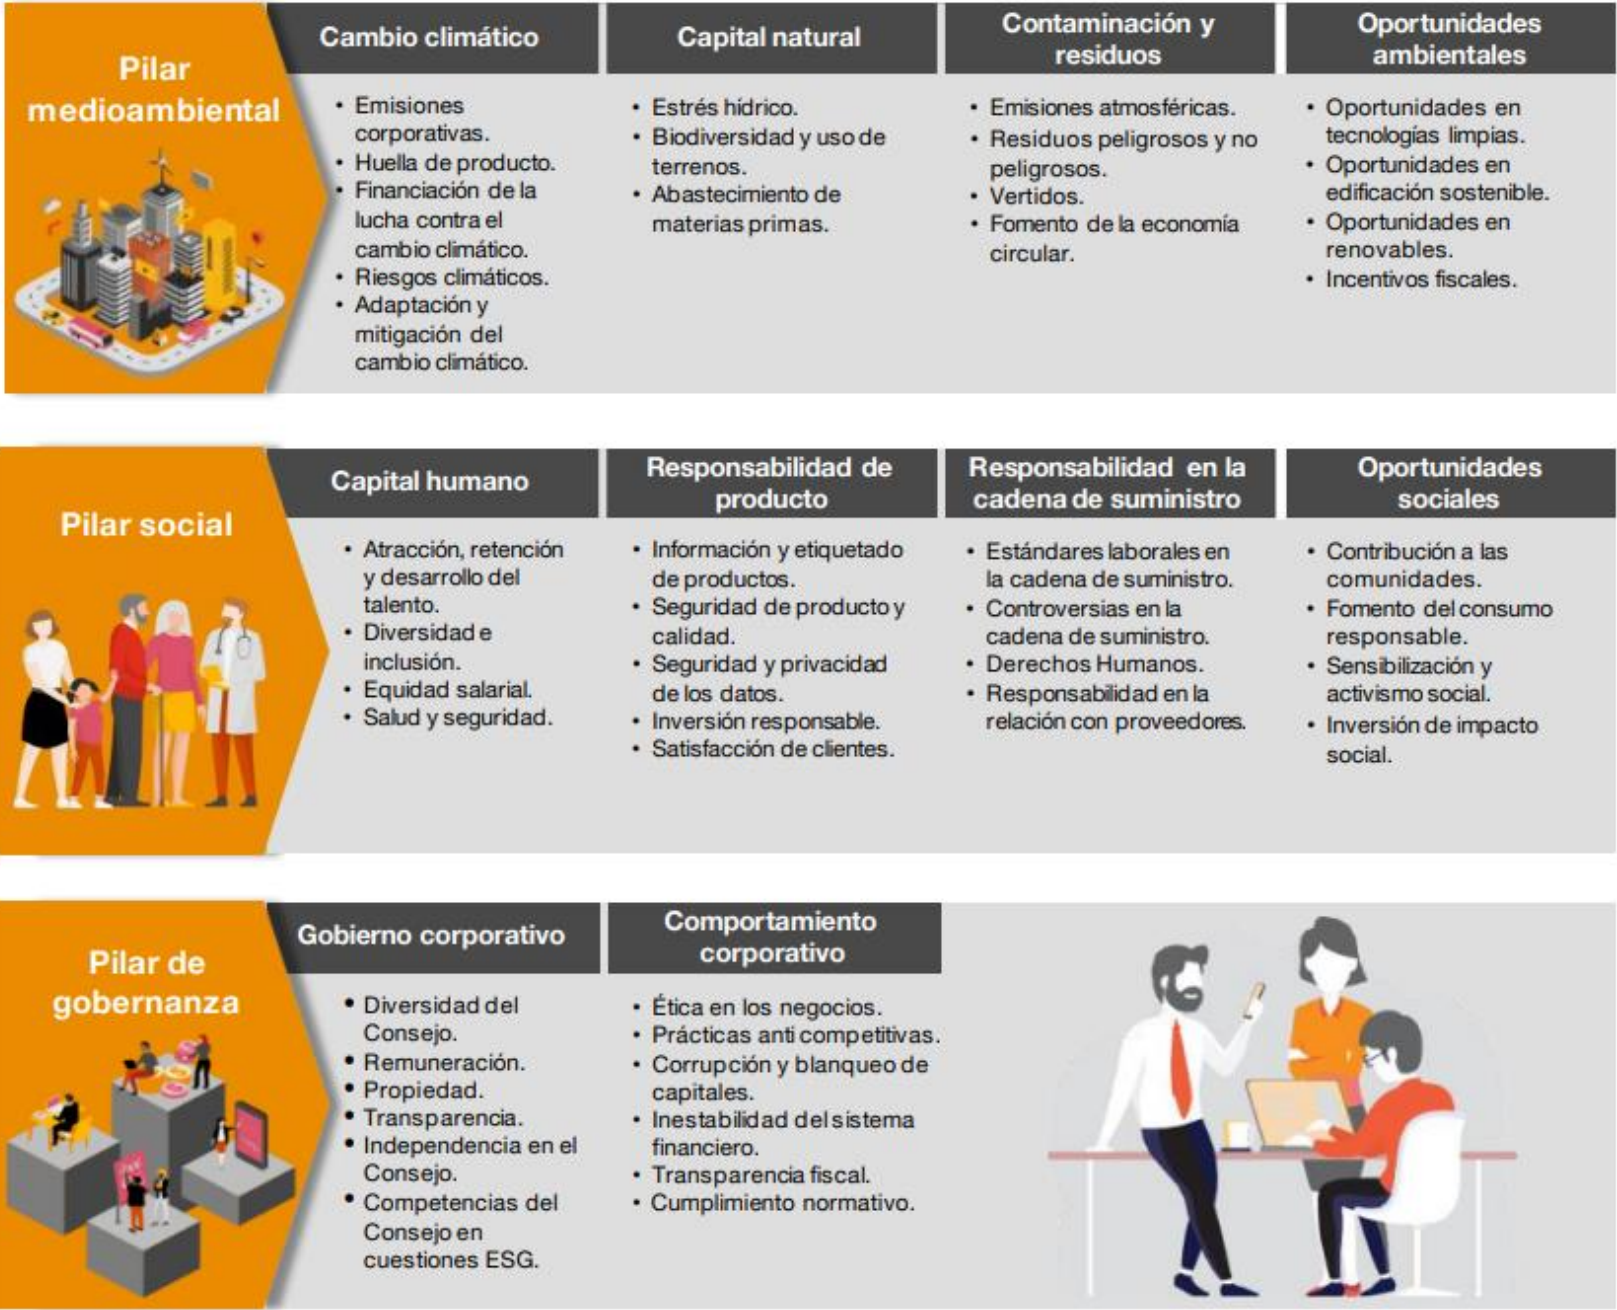 Pilar
medioambiental
Cambio climático
• Emisiones
corporativas.
• Huella de producto.
• Financiación de la
lucha contra el
cambio climático.
• Riesgos climáticos.
• Adaptación y
mitigación del
cambio climático.
Capital natural
• Estrés hídrico.
• Biodiversidad y uso de
terrenos.
• Abastecimiento de
materias primas.
Contaminación y
residuos
• Emisiones atmosféricas.
• Residuos peligrosos y no
peligrosos.
• Vertidos.
• Fomento de la economía
circular.
Oportunidades
ambientales
• Oportunidades en
tecnologías limpias.
• Oportunidades en
edificación sostenible.
• Oportunidades en
renovables.
• Incentivos fiscales.
Pilar social
Capital humano
• Atracción, retención
y desarrollo del
talento.
• Diversidad e
inclusión.
• Equidad salarial.
• Salud y seguridad.
Responsabilidad de
producto
• Información y etiquetado
de productos.
• Seguridad de producto y
calidad.
• Seguridad y privacidad
de los datos.
• Inversión responsable.
• Satisfacción de clientes.
Responsabilidad en la
cadena de suministro
• Estándares laborales en
la cadena de suministro.
• Controversias en la
cadena de suministro.
• Derechos Humanos.
• Responsabilidad en la
relación con proveedores.
Oportunidades
sociales
• Contribución a las
comunidades.
• Fomento del consumo
responsable.
• Sensibilización y
activismo social.
• Inversión de impacto
social.
Pilar de
gobernanza
Gobierno corporativo
• Diversidad del
Consejo.
• Remuneración.
• Propiedad.
• Transparencia.
• Independencia en el
Consejo.
• Competencias del
Consejo en
cuestiones ESG.
Comportamiento
corporativo
• Ética en los negocios.
• Prácticas anti competitivas.
• Corrupción y blanqueo de
capitales.
• Inestabilidad del sistema
financiero.
• Transparencia fiscal.
• Cumplimiento normativo.